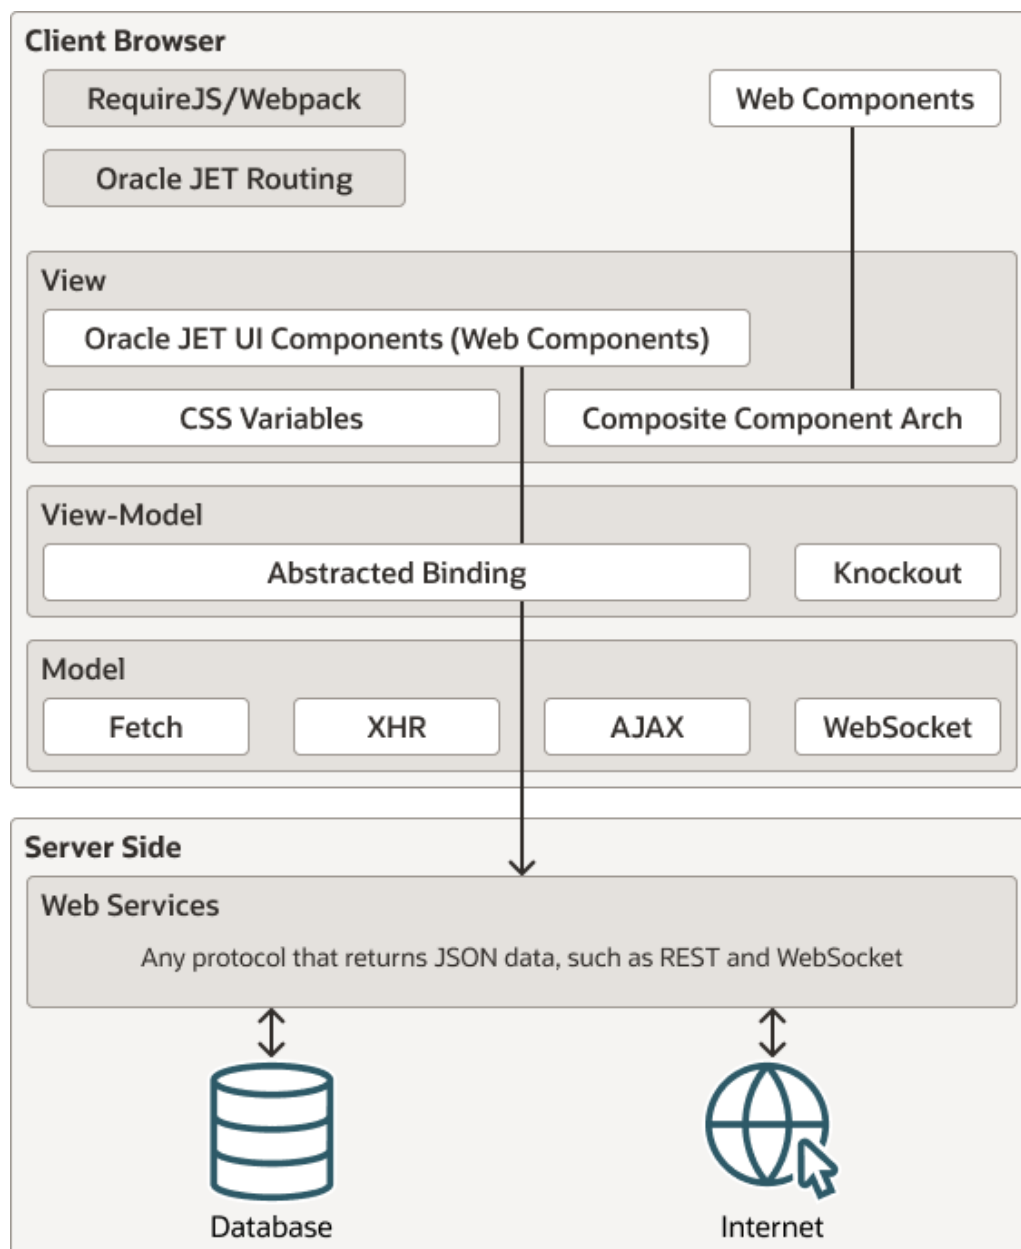 Client Browser
RequireJS/Webpack
Web Components
Oracle JET Routing
View
Oracle JET UI Components (Web Components)
CSS Variables
Composite Component Arch
View-Model
Abstracted Binding
Knockout
Model
Fetch
XHR
AJAX
WebSocket
Server Side
Web Services
Any protocol that returns JSON data, such as REST and WebSocket
Database
Internet